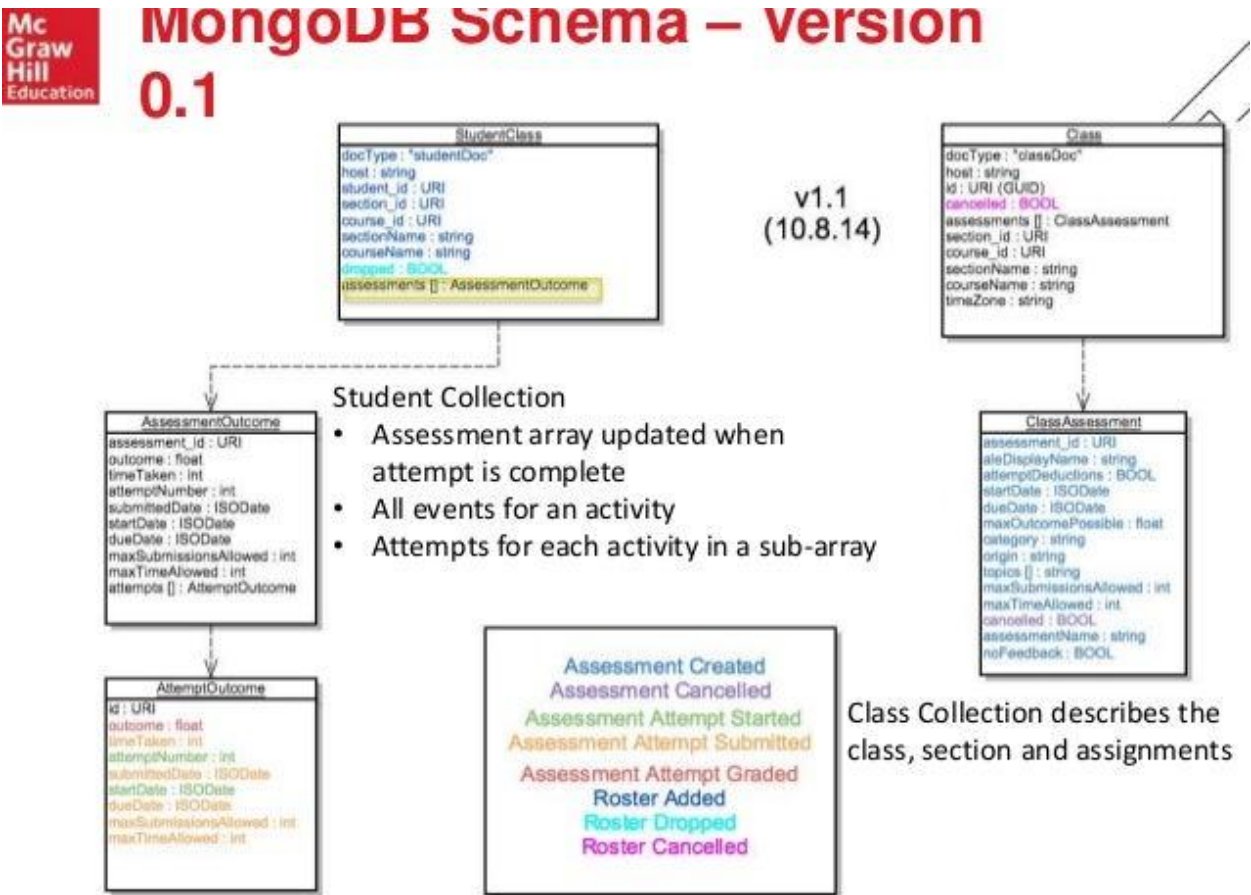 Mc
Graw
Hill
Education
MongoDB Schema – Version
0.1
StudentClass
docType : "studentDoc"
host : string
student_id : URI
section_id : URI
course_id : URI
sectionName : string
courseName : string
dropped : BOOL
assessments [] : AssessmentOutcome
v1.1
(10.8.14)
Class
docType : "classDoc"
host : string
id : URI (GUID)
cancelled : BOOL
assessments [] : ClassAssessment
section_id : URI
course_id : URI
sectionName : string
courseName : string
timeZone : string
AssessmentOutcome
assessment_id : URI
outcome : float
timeTaken : int
attemptNumber : int
submittedDate : ISODate
startDate : ISODate
dueDate : ISODate
maxSubmissionsAllowed : int
maxTimeAllowed : int
attempts [] : AttemptOutcome
Student Collection
• Assessment array updated when
attempt is complete
• All events for an activity
• Attempts for each activity in a sub-array
ClassAssessment
assessment_id : URI
aleDisplayName : string
attemptDeductions : BOOL
startDate : ISODate
dueDate : ISODate
maxOutcomePossible : float
category : string
origin : string
topics [] : string
maxSubmissionsAllowed : int
maxTimeAllowed : int
cancelled : BOOL
assessmentName : string
noFeedback : BOOL
AttemptOutcome
id : URI
outcome : float
timeTaken : int
attemptNumber : int
submittedDate : ISODate
startDate : ISODate
dueDate : ISODate
maxSubmissionsAllowed : int
maxTimeAllowed : int
Assessment Created
Assessment Cancelled
Assessment Attempt Started
Assessment Attempt Submitted
Assessment Attempt Graded
Roster Added
Roster Dropped
Roster Cancelled
Class Collection describes the
class, section and assignments